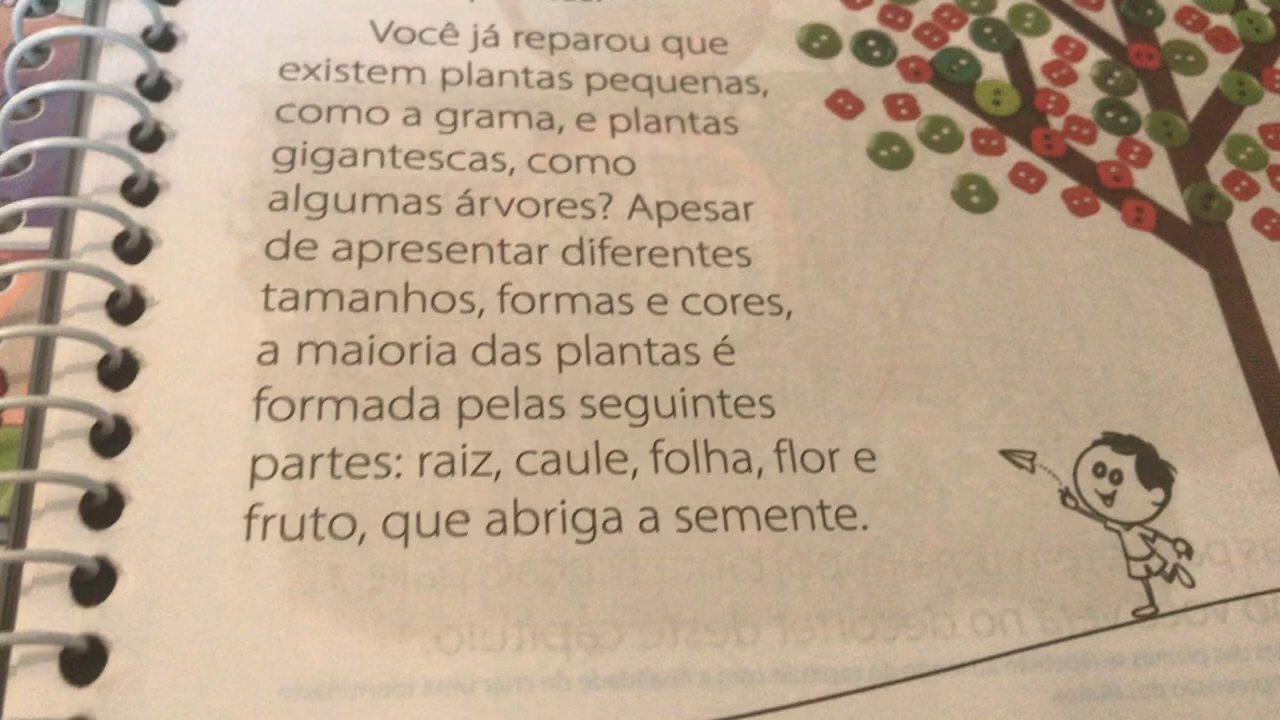 Você já reparou que
existem plantas pequenas,
como a grama, e plantas
gigantescas, como
algumas árvores? Apesar
de apresentar diferentes
tamanhos, formas e cores,
a maioria das plantas é
formada pelas seguintes
partes: raiz, caule, folha, flor e
fruto, que abriga a semente.